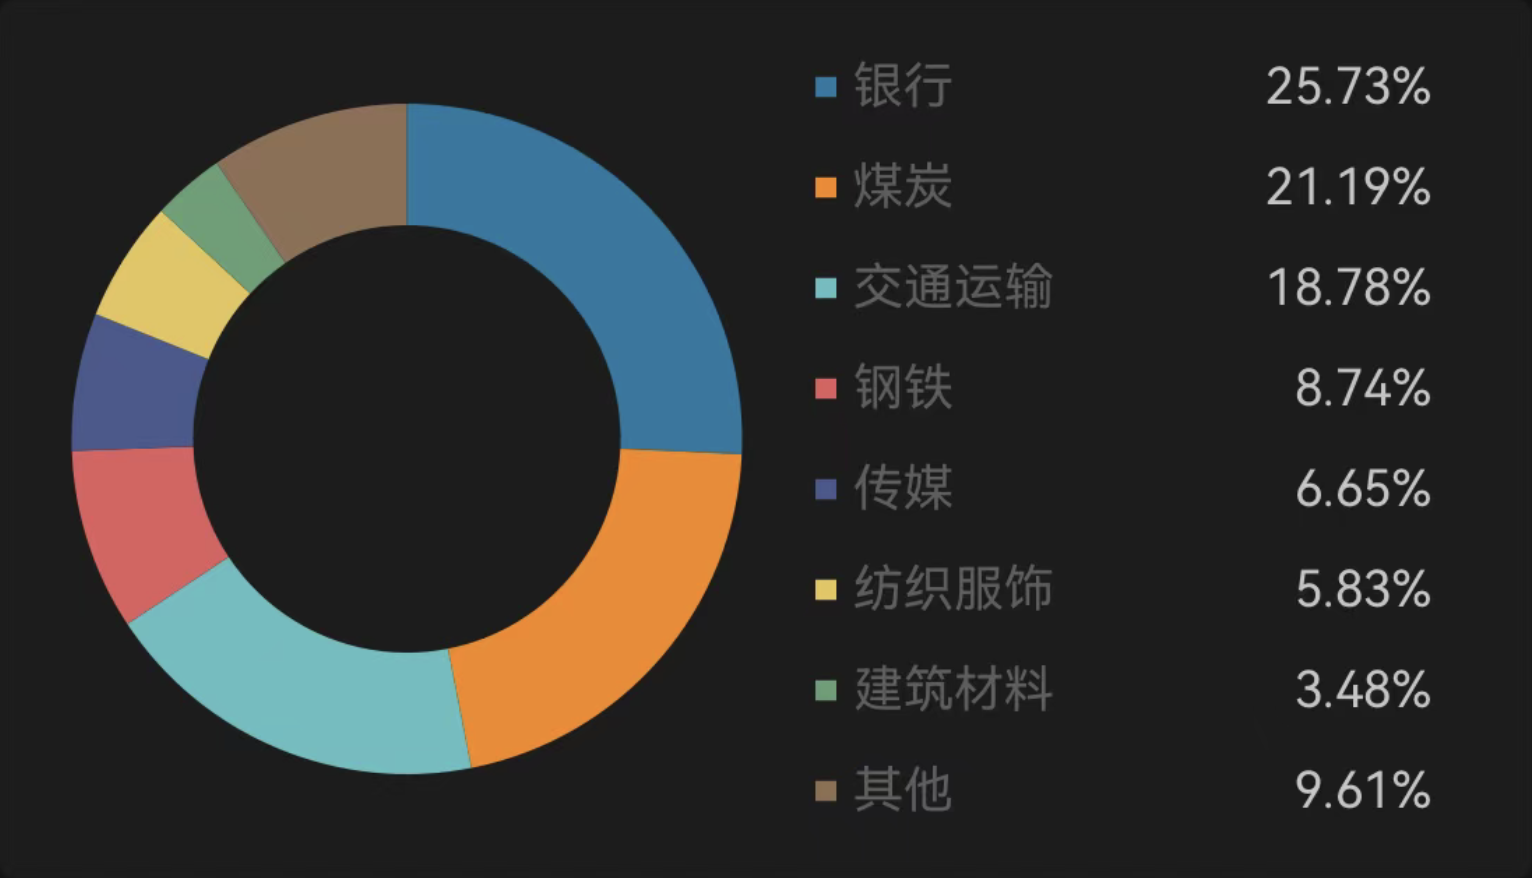 银行 25.73%
煤炭 21.19%
交通运输 18.78%
钢铁 8.74%
传媒 6.65%
纺织服饰 5.83%
建筑材料 3.48%
其他 9.61%